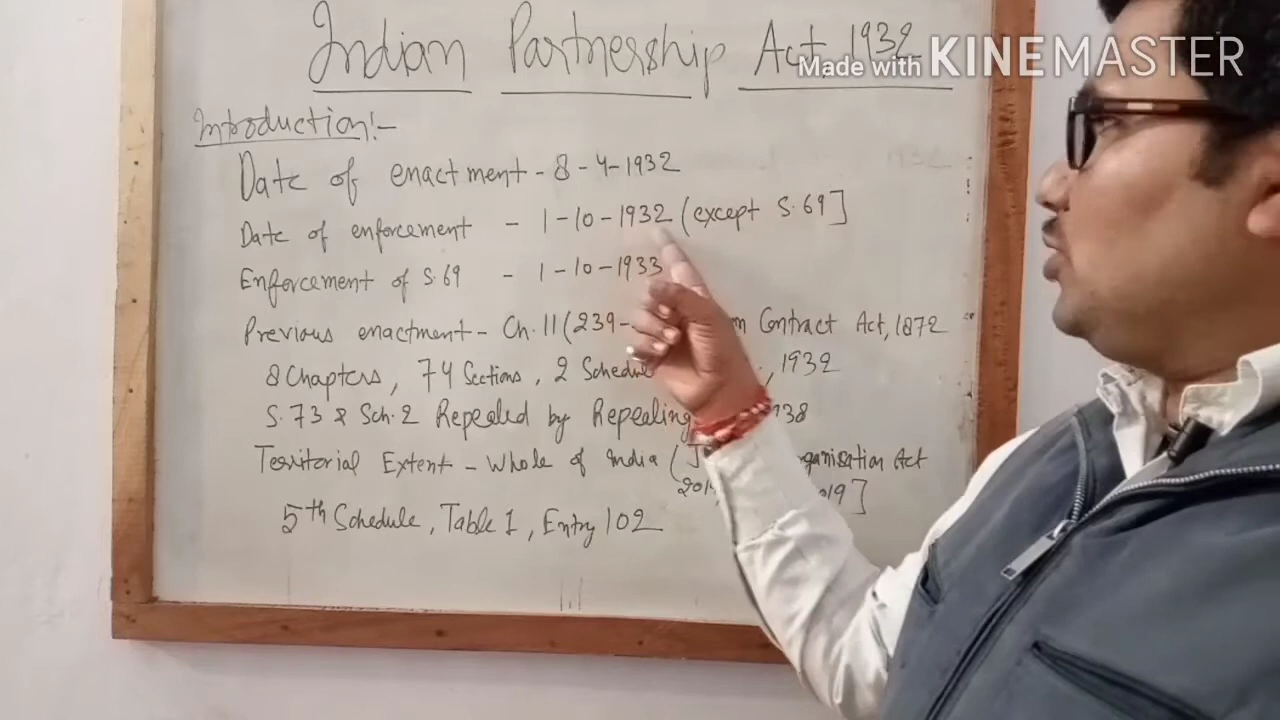 Indian Partnership Act 1932
Made with KINEMASTER
Introduction:-
Date of enactment - 8-4-1932
Date of enforcement - 1-10-1932 (except S.69]
Enforcement of S.69 - 1-10-1933
Previous enactment - Ch. 11 (239- Contract Act, 1872
8 Chapters, 74 Sections, 2 , 1932
S. 73 & Sch. 2 Repealed by Repealing
Territorial Extent - Whole of India ( Act
5th Schedule, Table 1, Entry 102